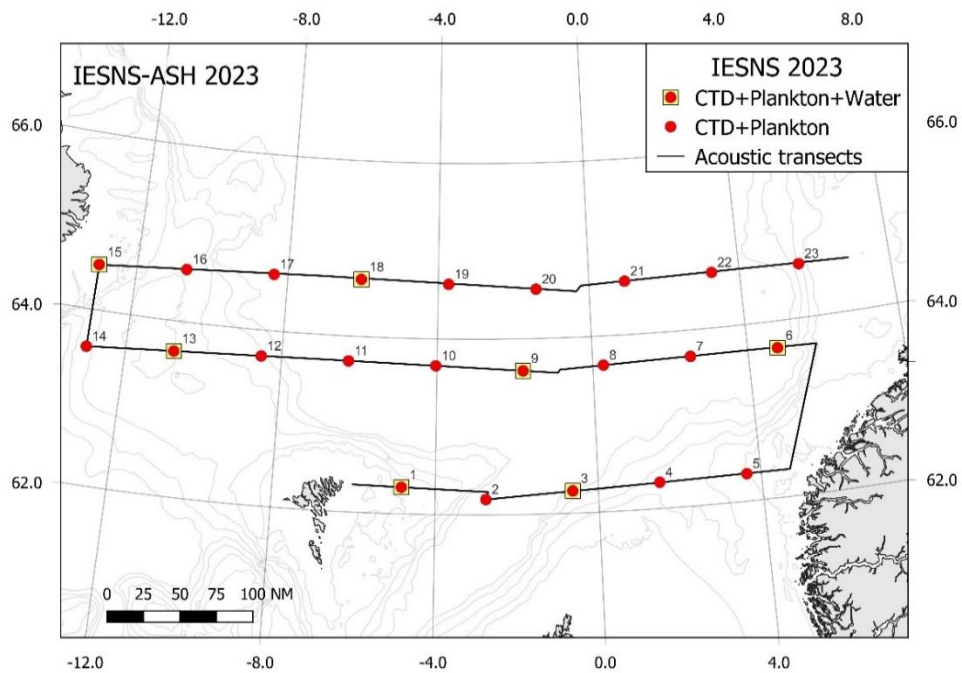 -12.0 -8.0 -4.0 0.0 4.0 8.0
IESNS-ASH 2023
IESNS 2023
CTD+Plankton+Water
CTD+Plankton
Acoustic transects
66.0 66.0
15 16 17 18 19 20 21 22 23
64.0 64.0
14 13 12 11 10 9 8 7 6
62.0 62.0
1 2 3 4 5
0 25 50 75 100 NM
-12.0 -8.0 -4.0 0.0 4.0